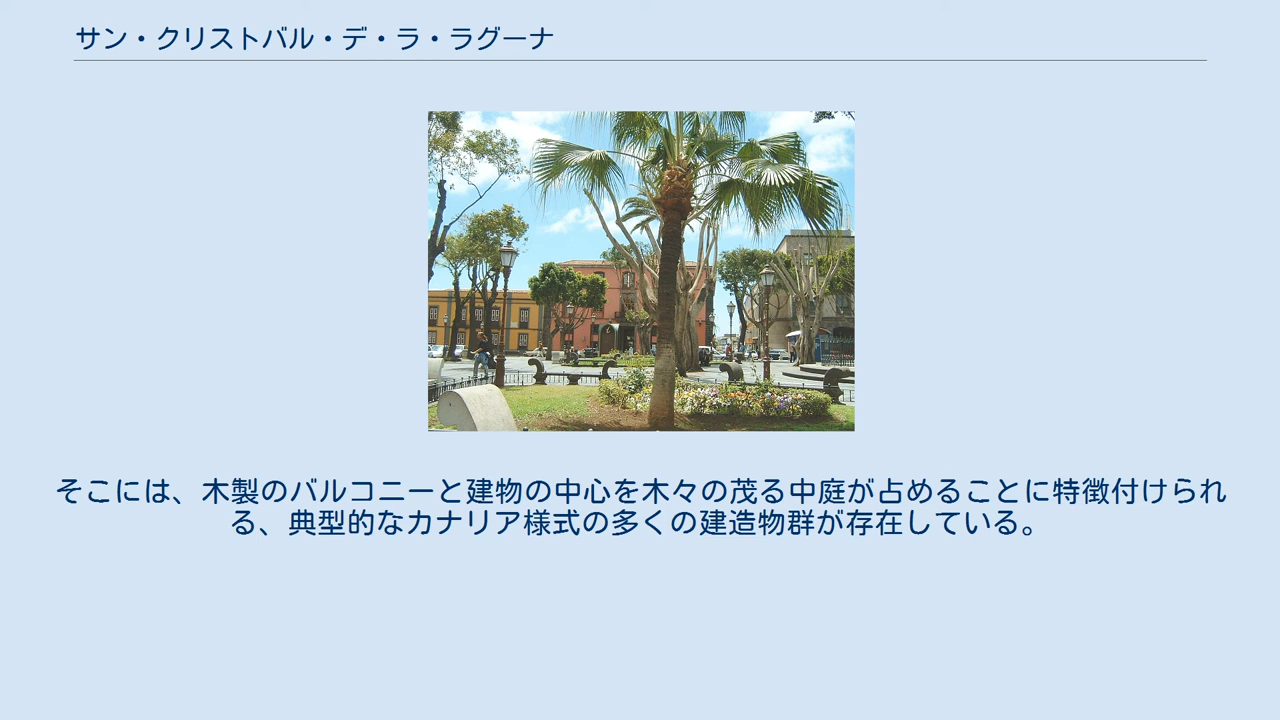 サン・クリストバル・デ・ラ・ラグーナ
そこには、木製のバルコニーと建物の中心を木々の茂る中庭が占めることに特徴付けられ
る、典型的なカナリア様式の多くの建造物群が存在している。